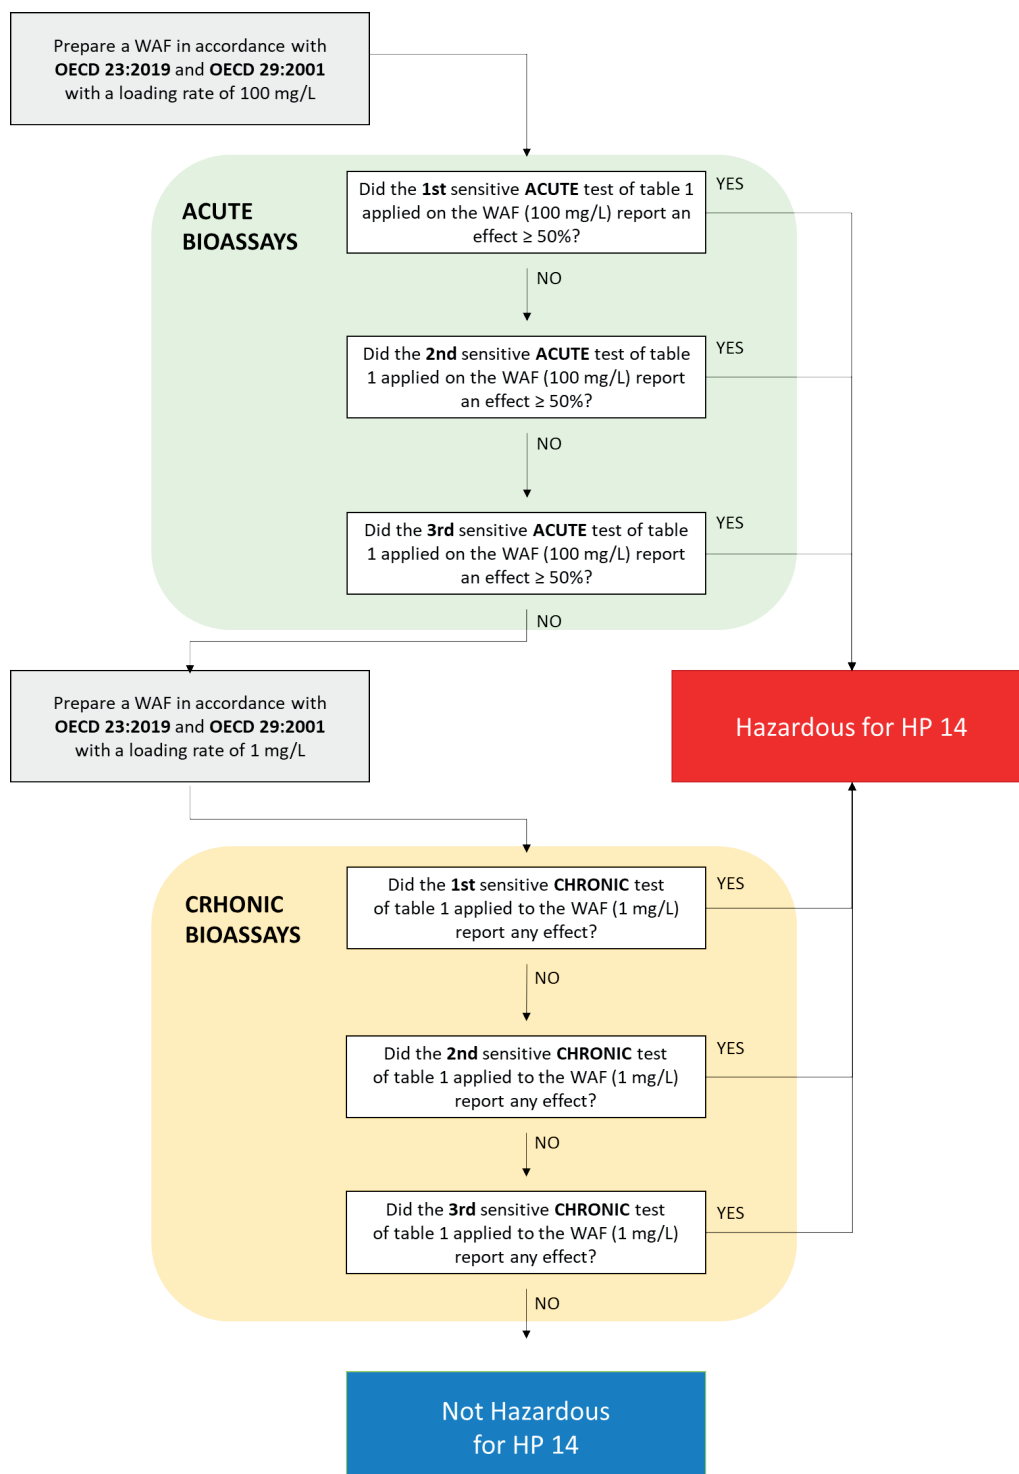 Prepare a WAF in accordance with
OECD 23:2019 and OECD 29:2001
with a loading rate of 100 mg/L
ACUTE
BIOASSAYS
Did the 1st sensitive ACUTE test of table 1
applied on the WAF (100 mg/L) report an
effect ≥ 50%?
YES
NO
Did the 2nd sensitive ACUTE test of table
1 applied on the WAF (100 mg/L) report
an effect ≥ 50%?
YES
NO
Did the 3rd sensitive ACUTE test of table
1 applied on the WAF (100 mg/L) report
an effect ≥ 50%?
YES
NO
Prepare a WAF in accordance with
OECD 23:2019 and OECD 29:2001
with a loading rate of 1 mg/L
Hazardous for HP 14
CRHONIC
BIOASSAYS
Did the 1st sensitive CHRONIC test
of table 1 applied to the WAF (1 mg/L)
report any effect?
YES
NO
Did the 2nd sensitive CHRONIC test
of table 1 applied to the WAF (1 mg/L)
report any effect?
YES
NO
Did the 3rd sensitive CHRONIC test
of table 1 applied to the WAF (1 mg/L)
report any effect?
YES
NO
Not Hazardous
for HP 14